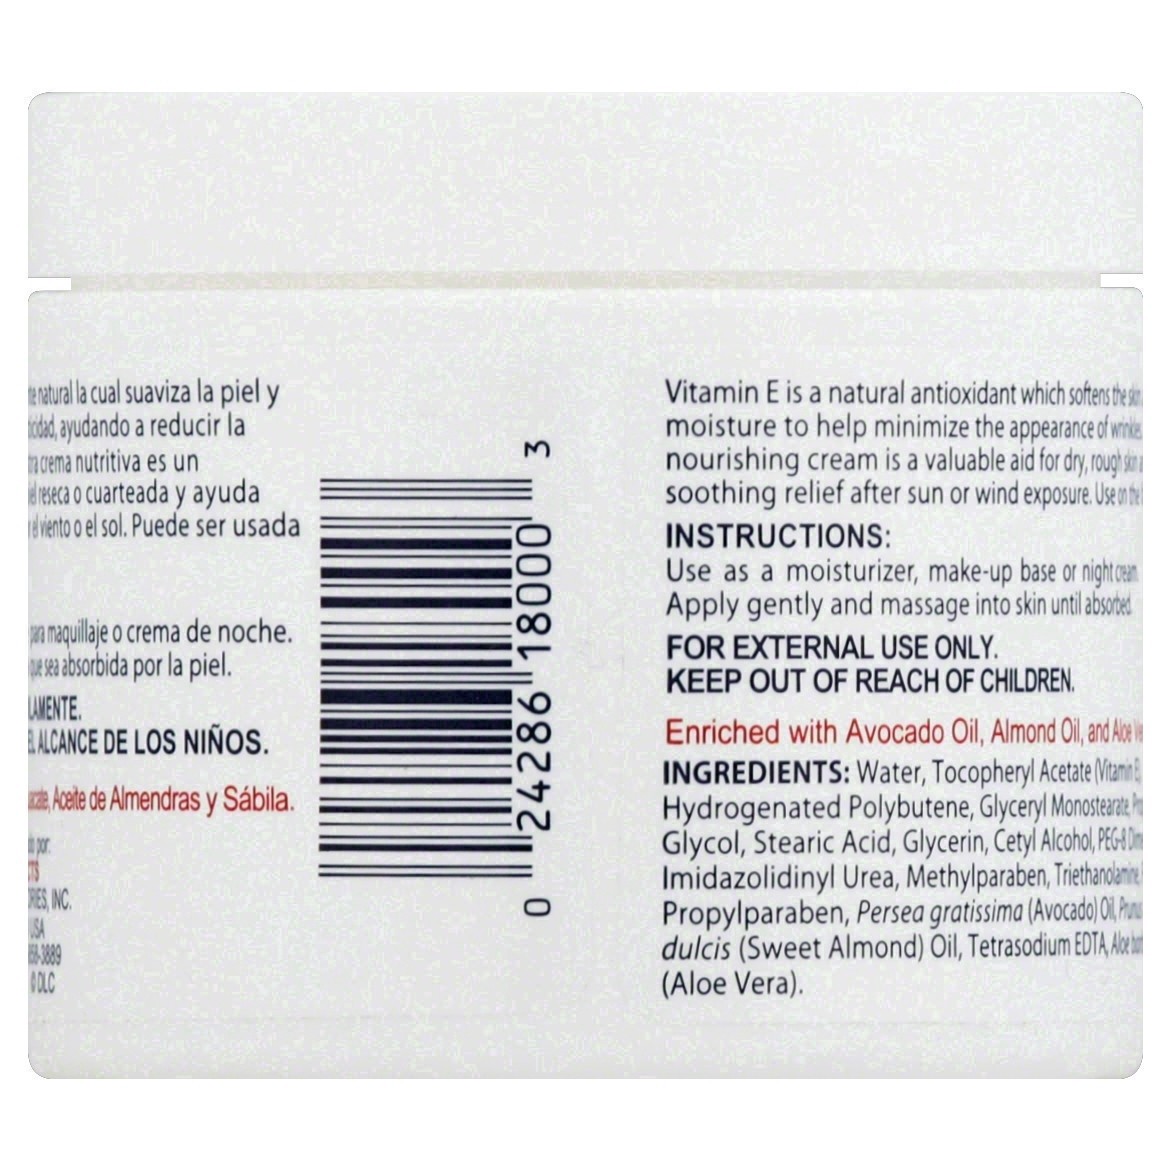 natural la cual suaviza la piel y
ayudando a reducir la
crema nutritiva es un
reseca o cuarteada y ayuda
el viento o el sol. Puede ser usada
para maquillaje o crema de noche.
que sea absorbida por la piel.
ALCANCE DE LOS NIÑOS.
Aceite de Almendras y Sábila.
por:
INC.
USA
© DLC
0 24286 18000 3
Vitamin E is a natural antioxidant which softens the skin
moisture to help minimize the appearance of wrinkles
nourishing cream is a valuable aid for dry, rough skin
soothing relief after sun or wind exposure. Use on the
INSTRUCTIONS:
Use as a moisturizer, make-up base or night cream.
Apply gently and massage into skin until absorbed.
FOR EXTERNAL USE ONLY.
KEEP OUT OF REACH OF CHILDREN.
Enriched with Avocado Oil, Almond Oil, and Aloe
INGREDIENTS: Water, Tocopheryl Acetate (Vitamin E),
Hydrogenated Polybutene, Glyceryl Monostearate,
Glycol, Stearic Acid, Glycerin, Cetyl Alcohol, PEG-8
Imidazolidinyl Urea, Methylparaben, Triethanolamine,
Propylparaben, Persea gratissima (Avocado) Oil,
dulcis (Sweet Almond) Oil, Tetrasodium EDTA, Aloe
(Aloe Vera).